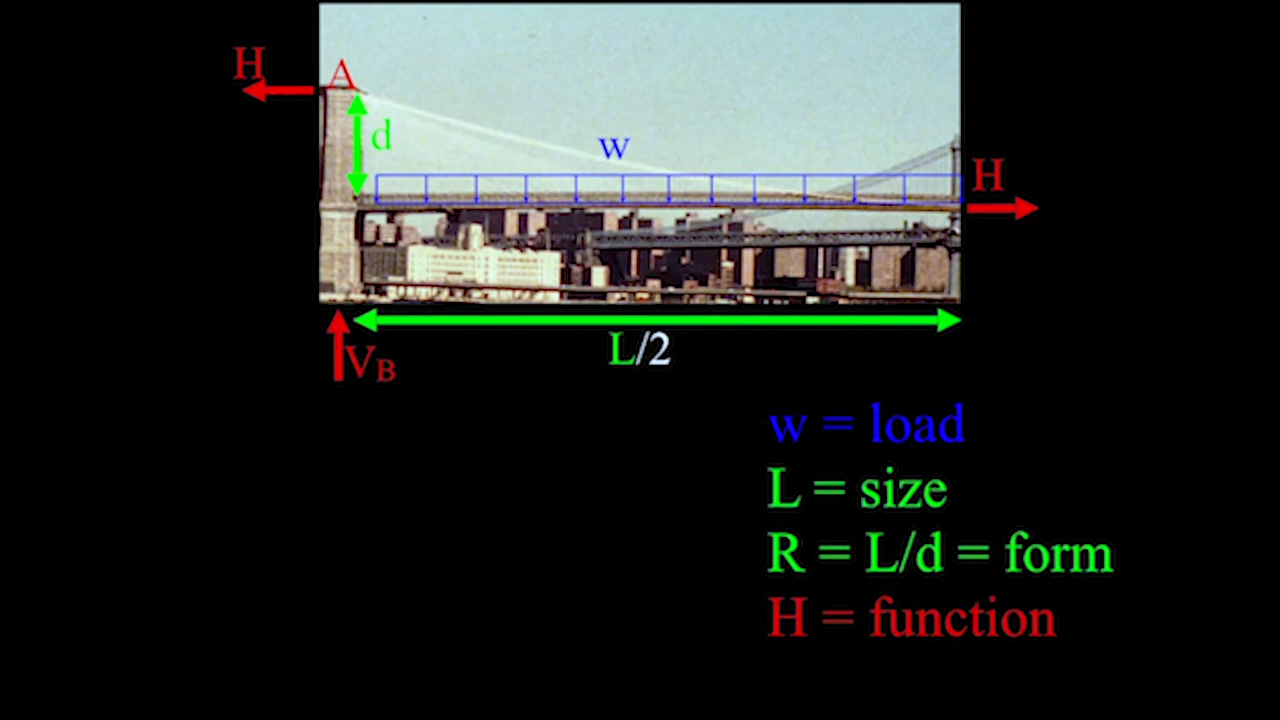 H
A
d
w
H
L/2
VB
w = load
L = size
R = L/d = form
H = function